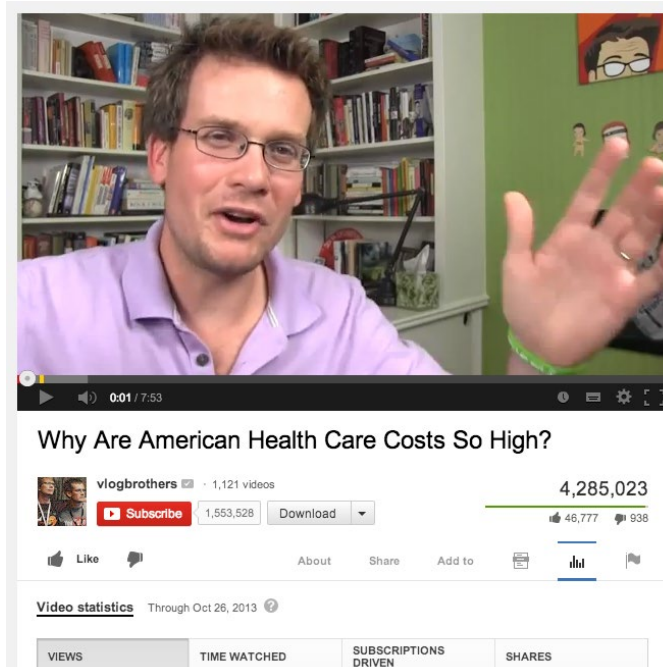 0:01 / 7:53
Why Are American Health Care Costs So High?
vlogbrothers · 1,121 videos
Subscribe 1,553,528 Download
4,285,023
46,777 938
Like About Share Add to
Video statistics Through Oct 26, 2013 ?
VIEWS TIME WATCHED SUBSCRIPTIONS DRIVEN SHARES